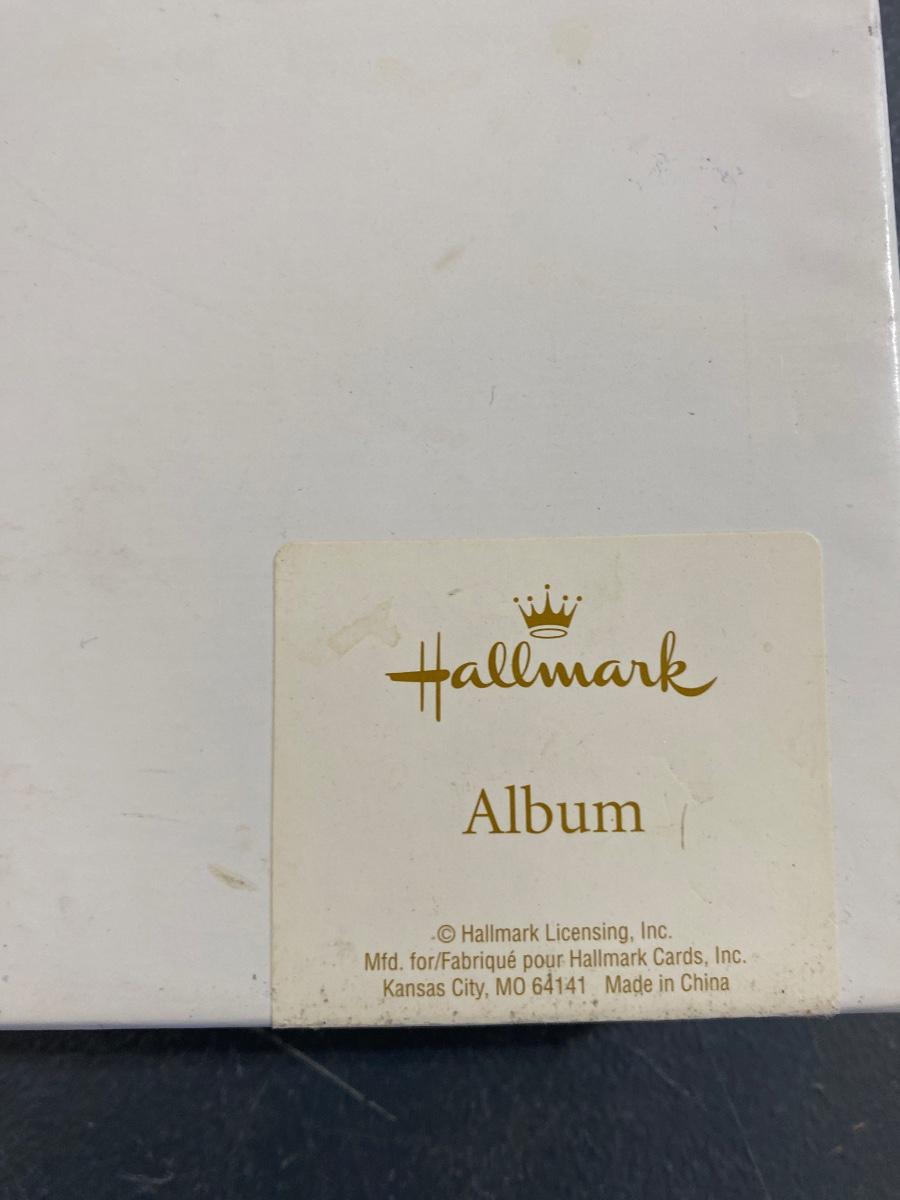 Hallmark
Album
© Hallmark Licensing, Inc.
Mfd. for/Fabriqué pour Hallmark Cards, Inc.
Kansas City, MO 64141 Made in China